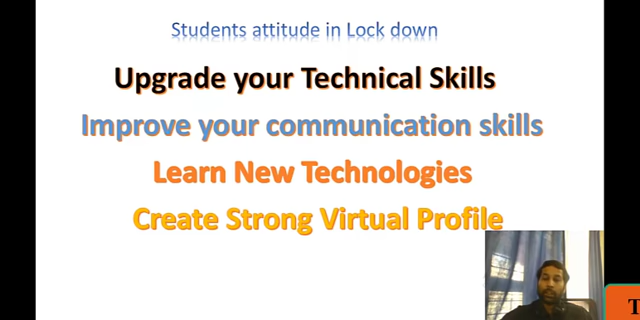 Students attitude in Lock down
Upgrade your Technical Skills
Improve your communication skills
Learn New Technologies
Create Strong Virtual Profile
T